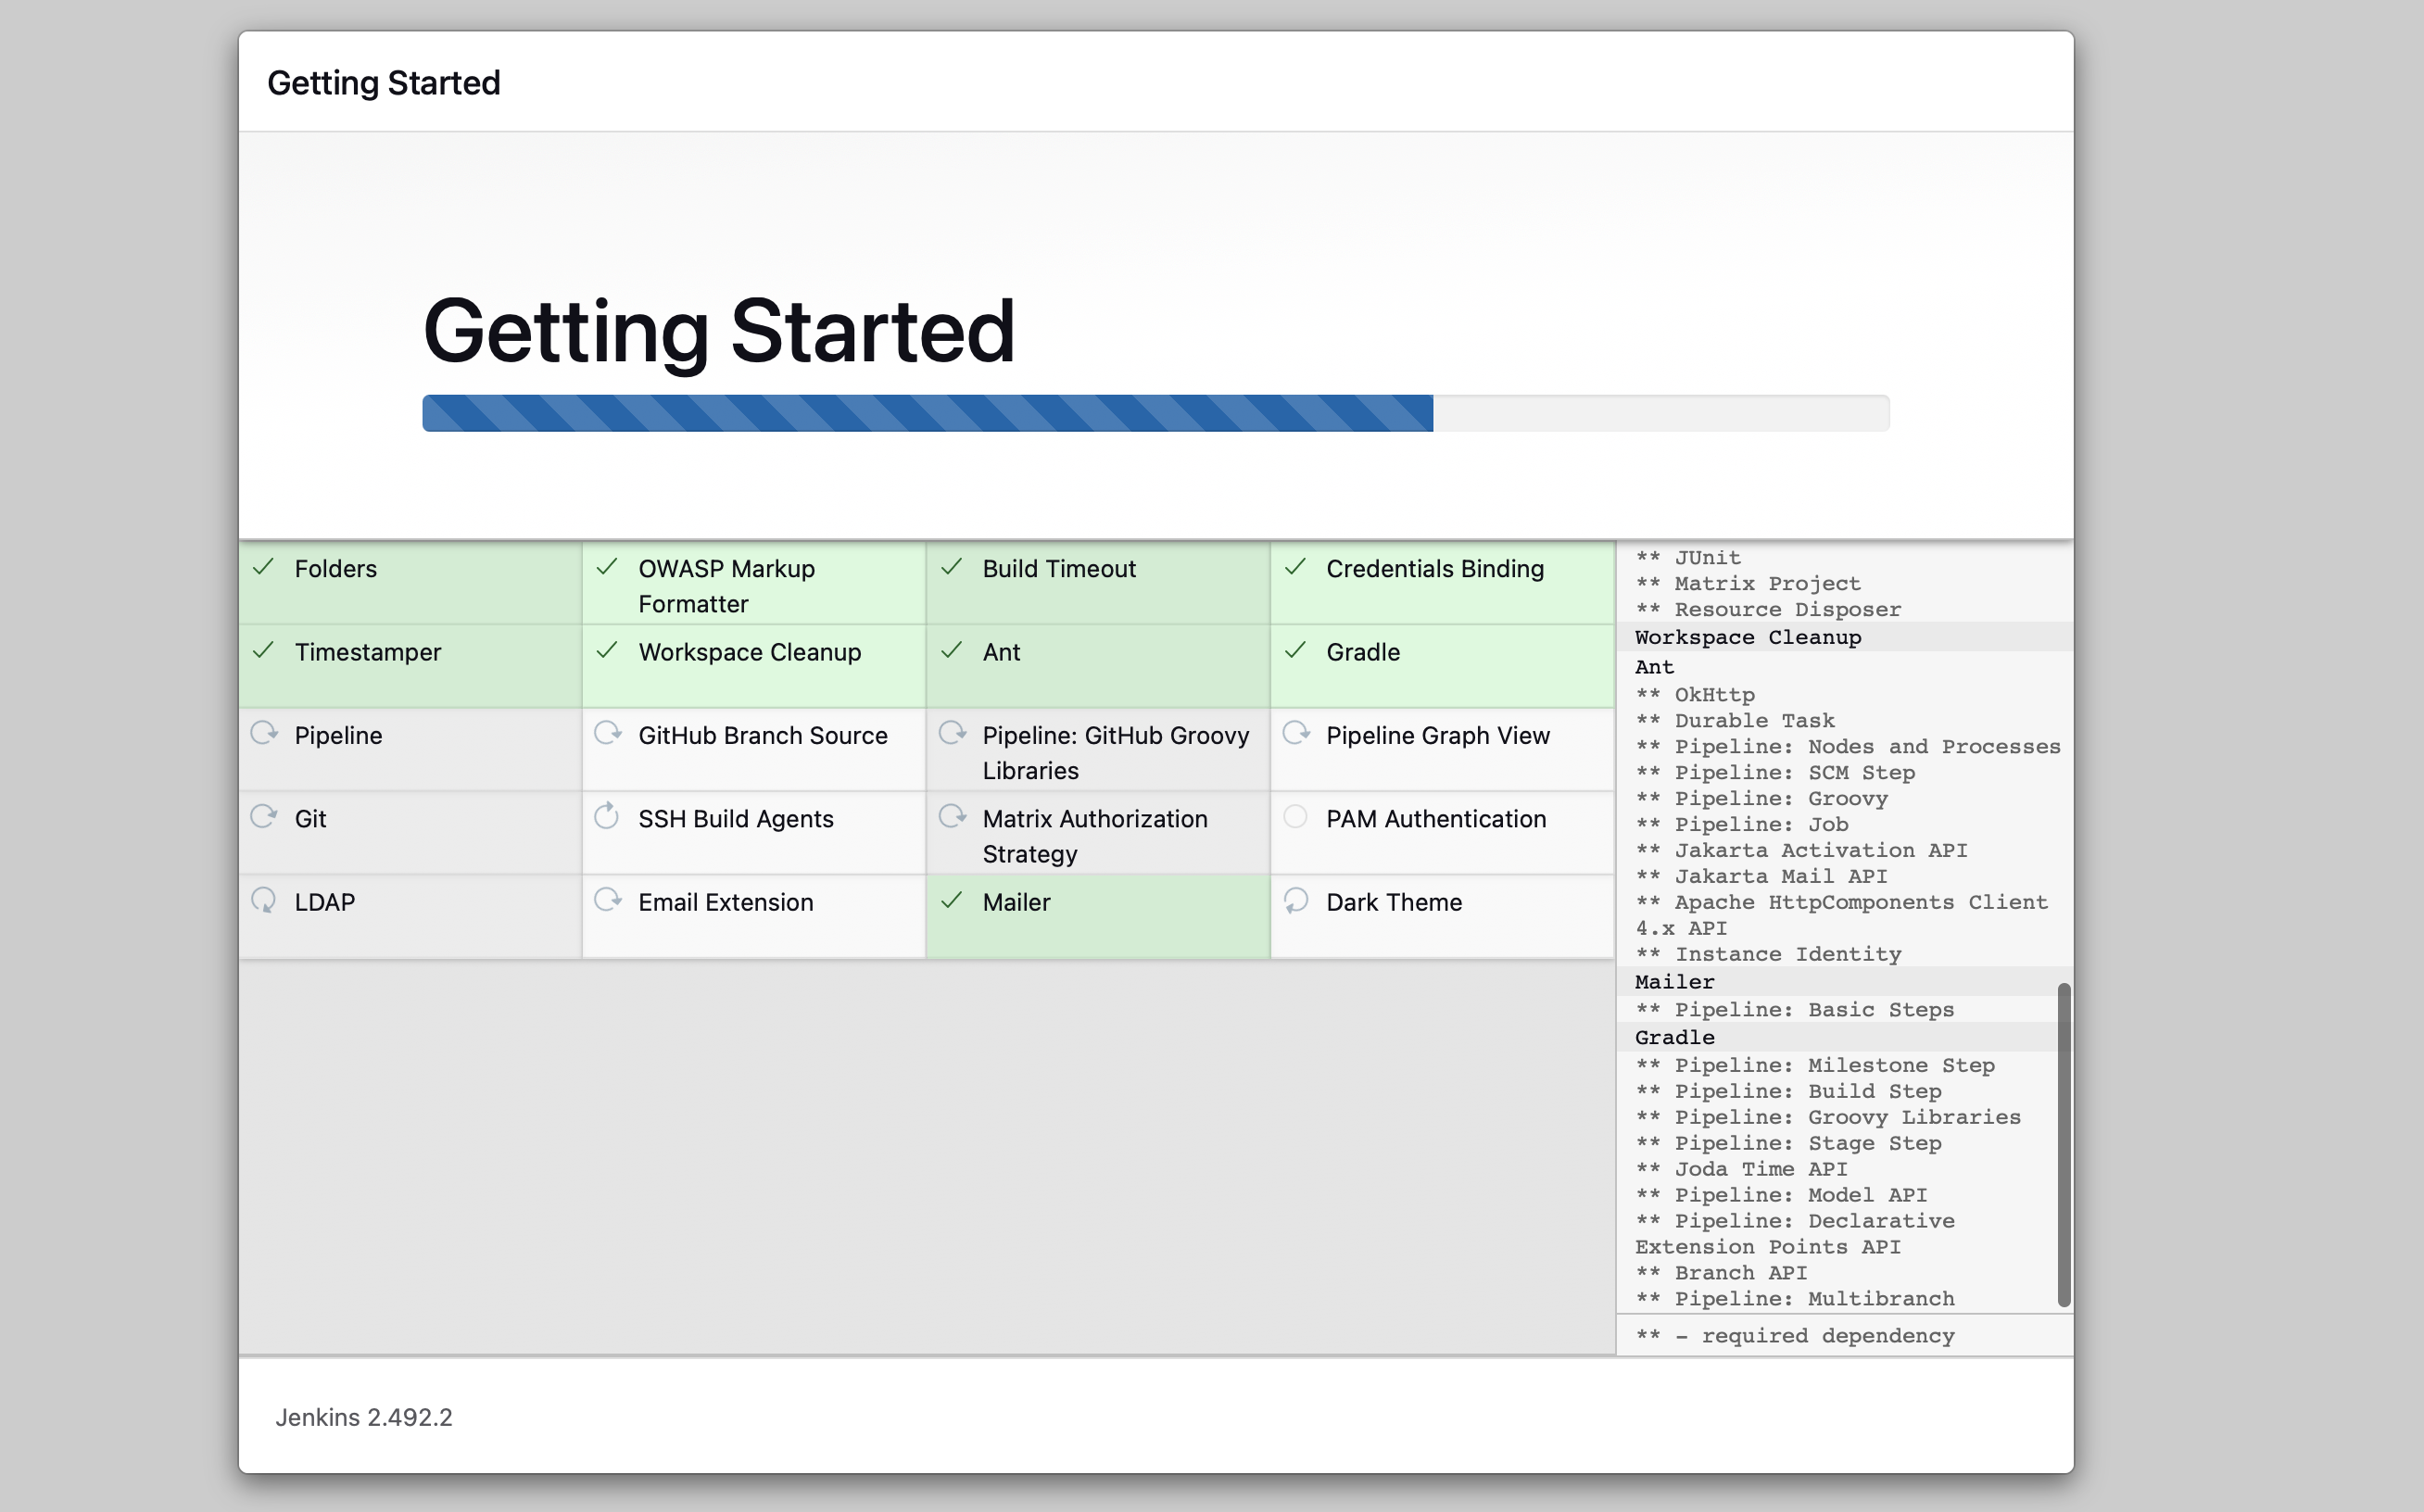 Getting Started
Getting Started
Folders
OWASP Markup
Formatter
Build Timeout
Credentials Binding
Timestamper
Workspace Cleanup
Ant
Gradle
Pipeline
GitHub Branch Source
Pipeline: GitHub Groovy
Libraries
Pipeline Graph View
Git
SSH Build Agents
Matrix Authorization
Strategy
PAM Authentication
LDAP
Email Extension
Mailer
Dark Theme
** JUnit
** Matrix Project
** Resource Disposer
Workspace Cleanup
Ant
** OkHttp
** Durable Task
** Pipeline: Nodes and Processes
** Pipeline: SCM Step
** Pipeline: Groovy
** Pipeline: Job
** Jakarta Activation API
** Jakarta Mail API
** Apache HttpComponents Client
4.x API
** Instance Identity
Mailer
** Pipeline: Basic Steps
Gradle
** Pipeline: Milestone Step
** Pipeline: Build Step
** Pipeline: Groovy Libraries
** Pipeline: Stage Step
** Joda Time API
** Pipeline: Model API
** Pipeline: Declarative
Extension Points API
** Branch API
** Pipeline: Multibranch
** - required dependency
Jenkins 2.492.2